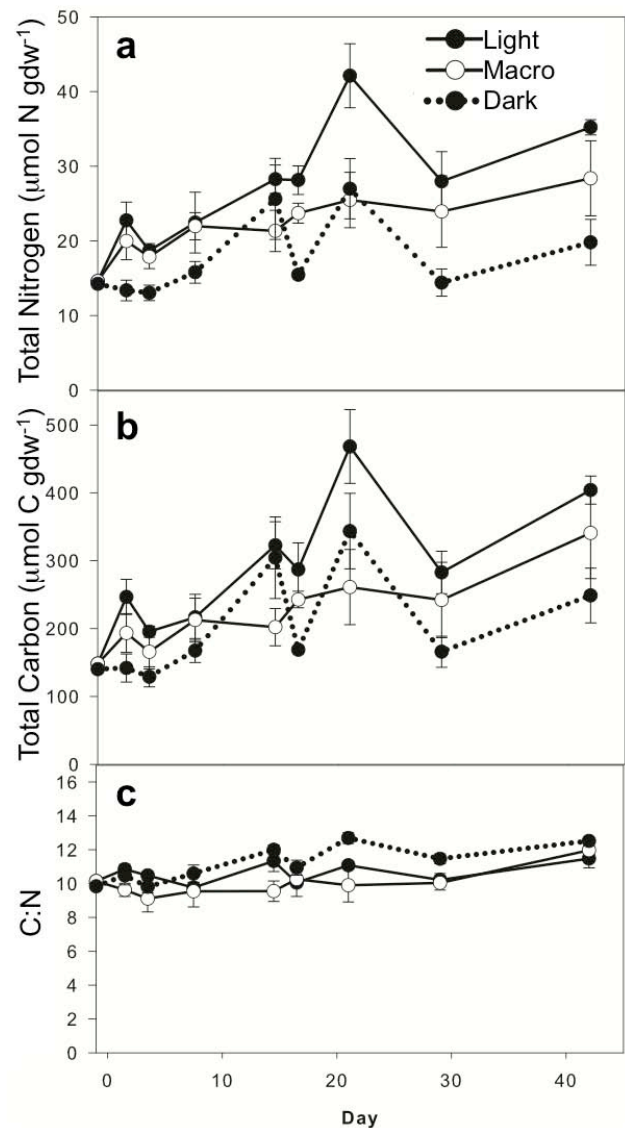 50
40
30
20
10
0
Total Nitrogen (μmol N gdw⁻¹)
a
Light
Macro
Dark
500
400
300
200
100
0
Total Carbon (μmol C gdw⁻¹)
b
16
14
12
10
8
6
4
2
0
C:N
c
0 10 20 30 40
Day